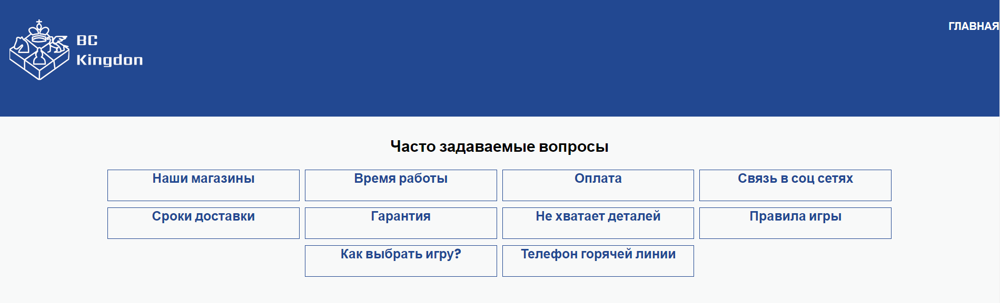 BC
Kingdon
ГЛАВНАЯ
Часто задаваемые вопросы
Наши магазины
Время работы
Оплата
Связь в соц сетях
Сроки доставки
Гарантия
Не хватает деталей
Правила игры
Как выбрать игру?
Телефон горячей линии